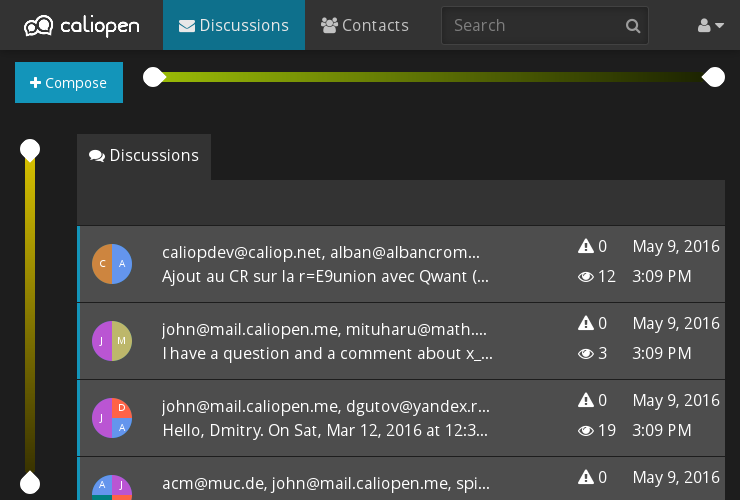 caliopen Discussions Contacts Search
Compose
Discussions
C A caliopdev@caliop.net, alban@albancrom... 0 May 9, 2016
Ajout au CR sur la r=E9union avec Qwant (... 12 3:09 PM
J M john@mail.caliopen.me, mituharu@math.... 0 May 9, 2016
I have a question and a comment about x_... 3 3:09 PM
J D A john@mail.caliopen.me, dgutov@yandex.r... 0 May 9, 2016
Hello, Dmitry. On Sat, Mar 12, 2016 at 12:3... 19 3:09 PM
A J acm@muc.de, john@mail.caliopen.me, spi... 0 May 9, 2016